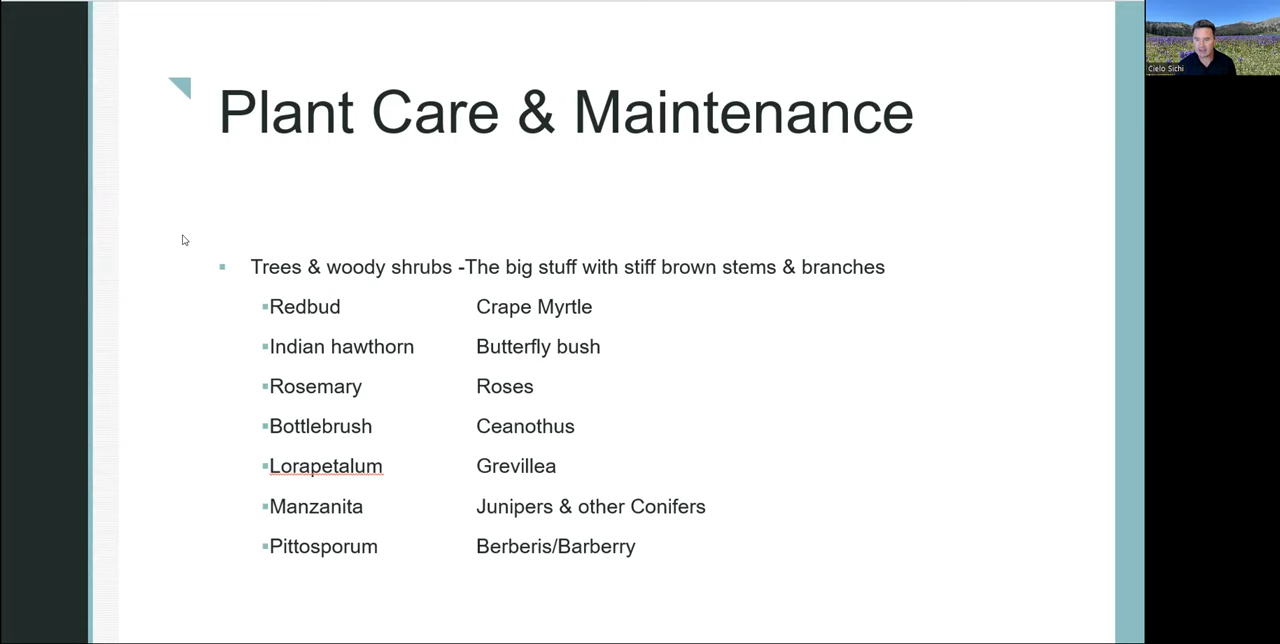 Plant Care & Maintenance
Cielo Sichi
Trees & woody shrubs -The big stuff with stiff brown stems & branches
Redbud Crape Myrtle
Indian hawthorn Butterfly bush
Rosemary Roses
Bottlebrush Ceanothus
Lorapetalum Grevillea
Manzanita Junipers & other Conifers
Pittosporum Berberis/Barberry